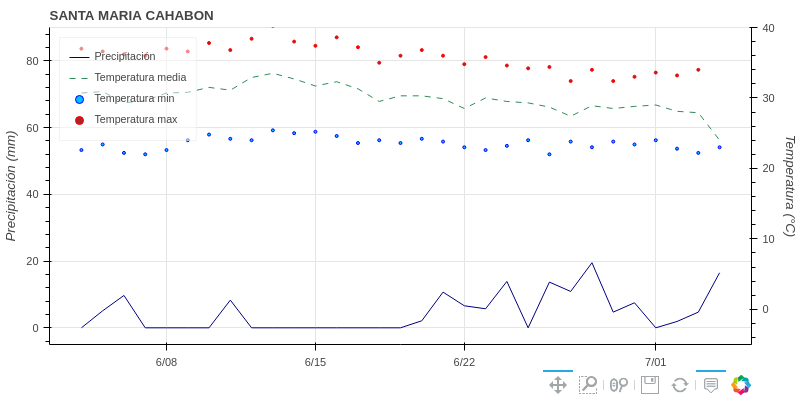 SANTA MARIA CAHABON
Precipitación
Temperatura media
Temperatura min
Temperatura max
Precipitación (mm)
80
60
40
20
0
Temperatura (°C)
40
30
20
10
0
6/08
6/15
6/22
7/01